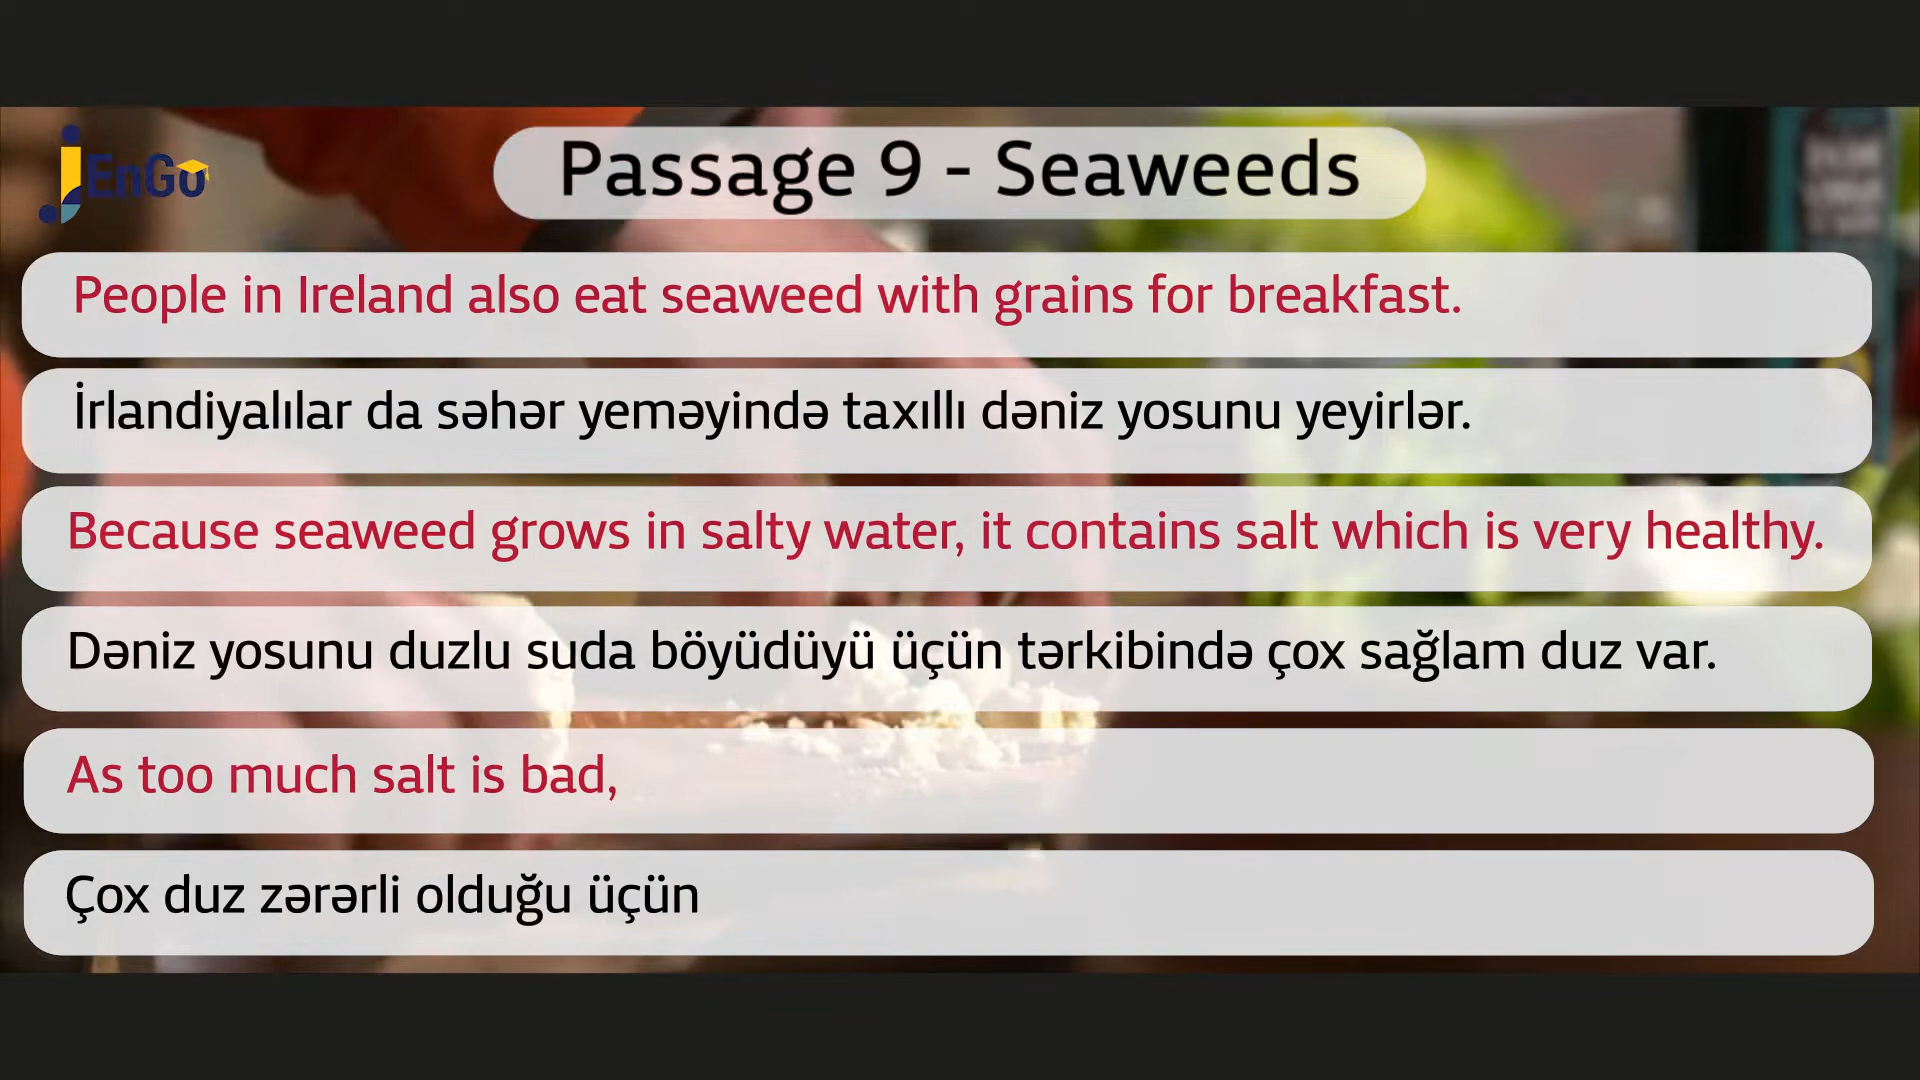 EnGo
Passage 9 - Seaweeds
People in Ireland also eat seaweed with grains for breakfast.
İrlandiyalılar da səhər yeməyində taxıllı dəniz yosunu yeyirlər.
Because seaweed grows in salty water, it contains salt which is very healthy.
Dəniz yosunu duzlu suda böyüdüyü üçün tərkibində çox sağlam duz var.
As too much salt is bad,
Çox duz zərərli olduğu üçün